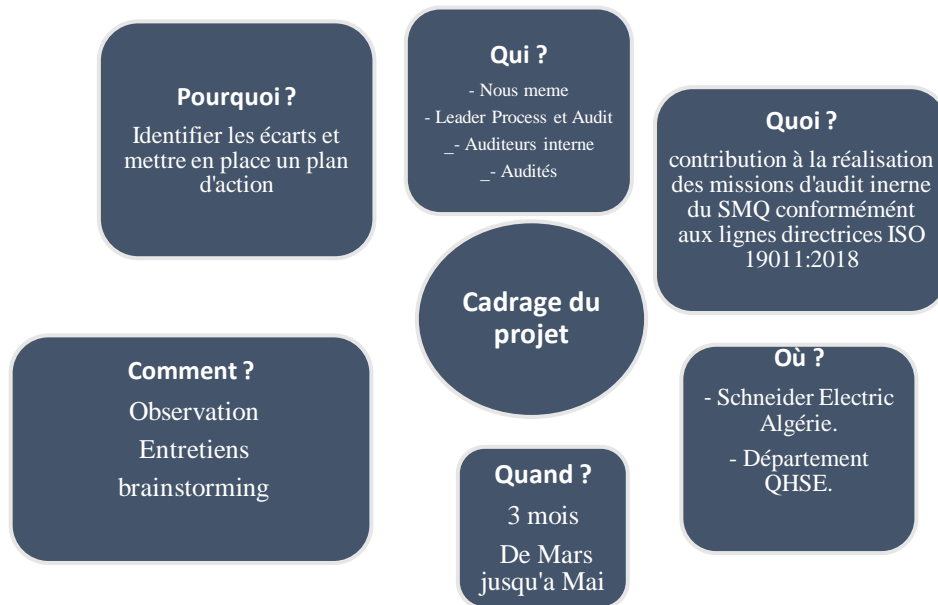 Pourquoi ?
Identifier les écarts et
mettre en place un plan
d'action
Qui ?
- Nous meme
- Leader Process et Audit
_- Auditeurs interne
_- Audités
Quoi ?
contribution à la réalisation
des missions d'audit inerne
du SMQ conformémént
aux lignes directrices ISO
19011:2018
Cadrage du
projet
Comment ?
Observation
Entretiens
brainstorming
Quand ?
3 mois
De Mars
jusqu'a Mai
Où ?
- Schneider Electric
Algérie.
- Département
QHSE.